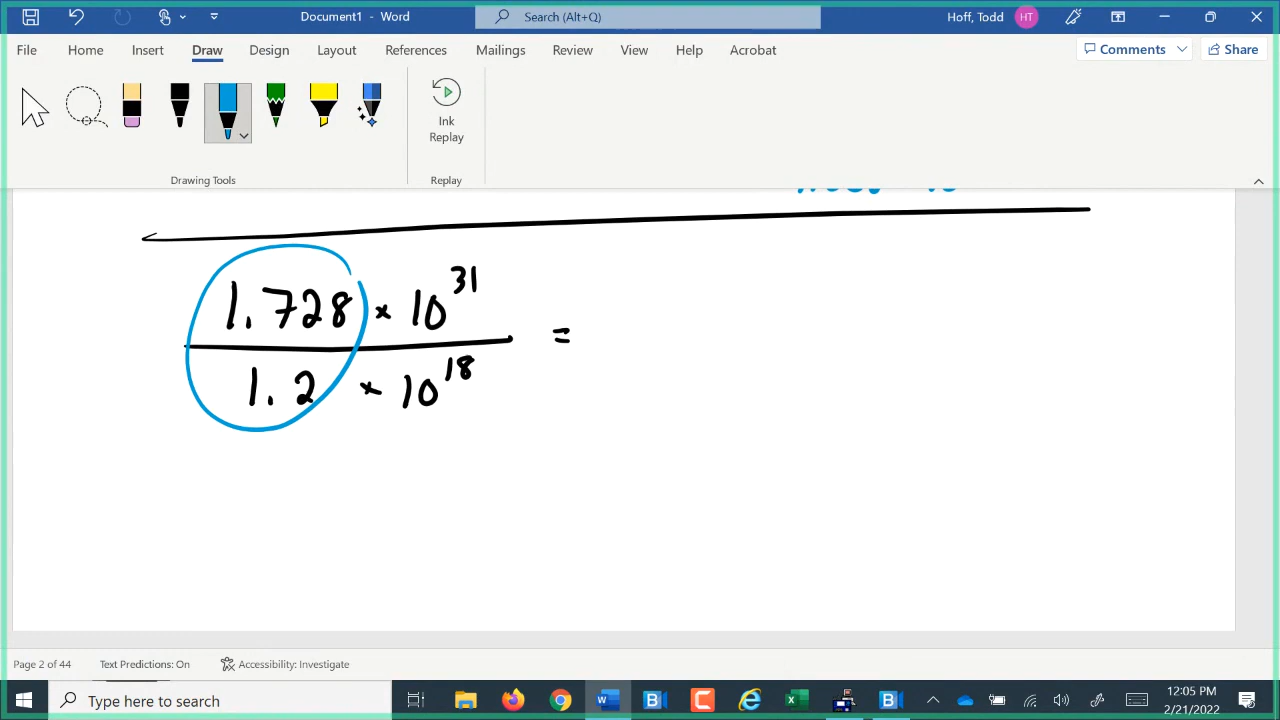 Document1 - Word
Search (Alt+Q)
Hoff, Todd
HT
File Home Insert Draw Design Layout References Mailings Review View Help Acrobat
Comments
Share
Ink
Replay
Drawing Tools
Replay
1.728 × 10^31
=
1.2 × 10^18
Page 2 of 44
Text Predictions: On
Accessibility: Investigate
Type here to search
12:05 PM
2/21/2022